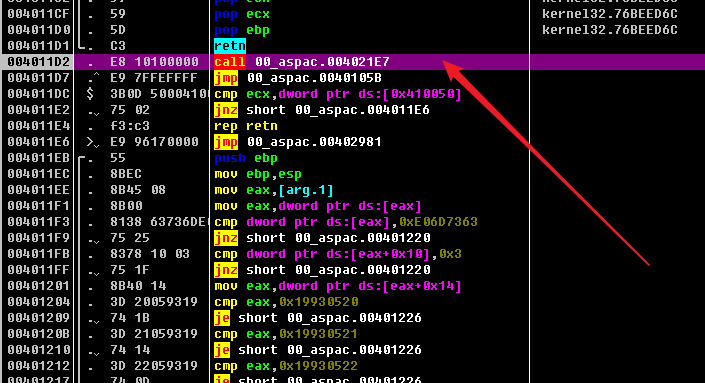 004011CF . 59 pop ecx kernel32.76BEED6C
004011D0 . 5D pop ebp kernel32.76BEED6C
004011D1 . C3 retn
004011D2 . E8 10100000 call 00_aspac.004021E7
004011D7 .^ E9 7FFEFFFF jmp 00_aspac.0040105B
004011DC $ 3B0D 50004100 cmp ecx,dword ptr ds:[0x410050]
004011E2 .v 75 02 jnz short 00_aspac.004011E6
004011E4 . f3:c3 rep retn
004011E6 >v E9 96170000 jmp 00_aspac.00402981
004011EB . 55 push ebp
004011EC . 8BEC mov ebp,esp
004011EE . 8B45 08 mov eax,[arg.1]
004011F1 . 8B00 mov eax,dword ptr ds:[eax]
004011F3 . 8138 63736DE0 cmp dword ptr ds:[eax],0xE06D7363
004011F9 .v 75 25 jnz short 00_aspac.00401220
004011FB . 8378 10 03 cmp dword ptr ds:[eax+0x10],0x3
004011FF .v 75 1F jnz short 00_aspac.00401220
00401201 . 8B40 14 mov eax,dword ptr ds:[eax+0x14]
00401204 . 3D 20059319 cmp eax,0x19930520
00401209 .v 74 1B je short 00_aspac.00401226
0040120B . 3D 21059319 cmp eax,0x19930521
00401210 .v 74 14 je short 00_aspac.00401226
00401212 . 3D 22059319 cmp eax,0x19930522
00401217 .v 74 0D je short 00_aspac.00401226